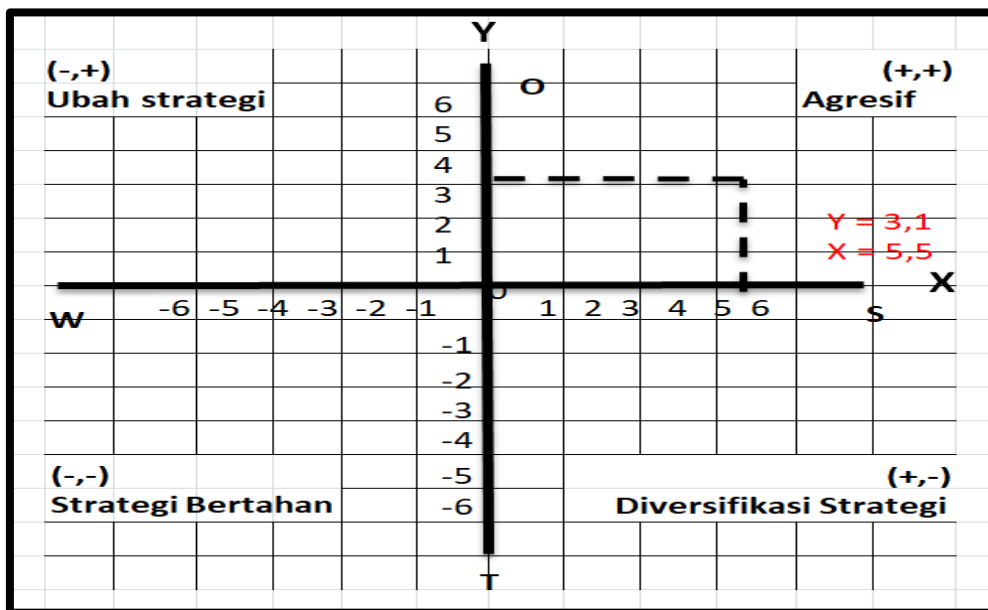 Y
(-,+)
Ubah strategi
O
(+,+)
Agresif
6
5
4
3
2
1
Y = 3,1
X = 5,5
X
0
W
-6 -5 -4 -3 -2 -1 1 2 3 4 5 6
S
-1
-2
-3
-4
-5
-6
(-,-)
Strategi Bertahan
(+,-)
Diversifikasi Strategi
T